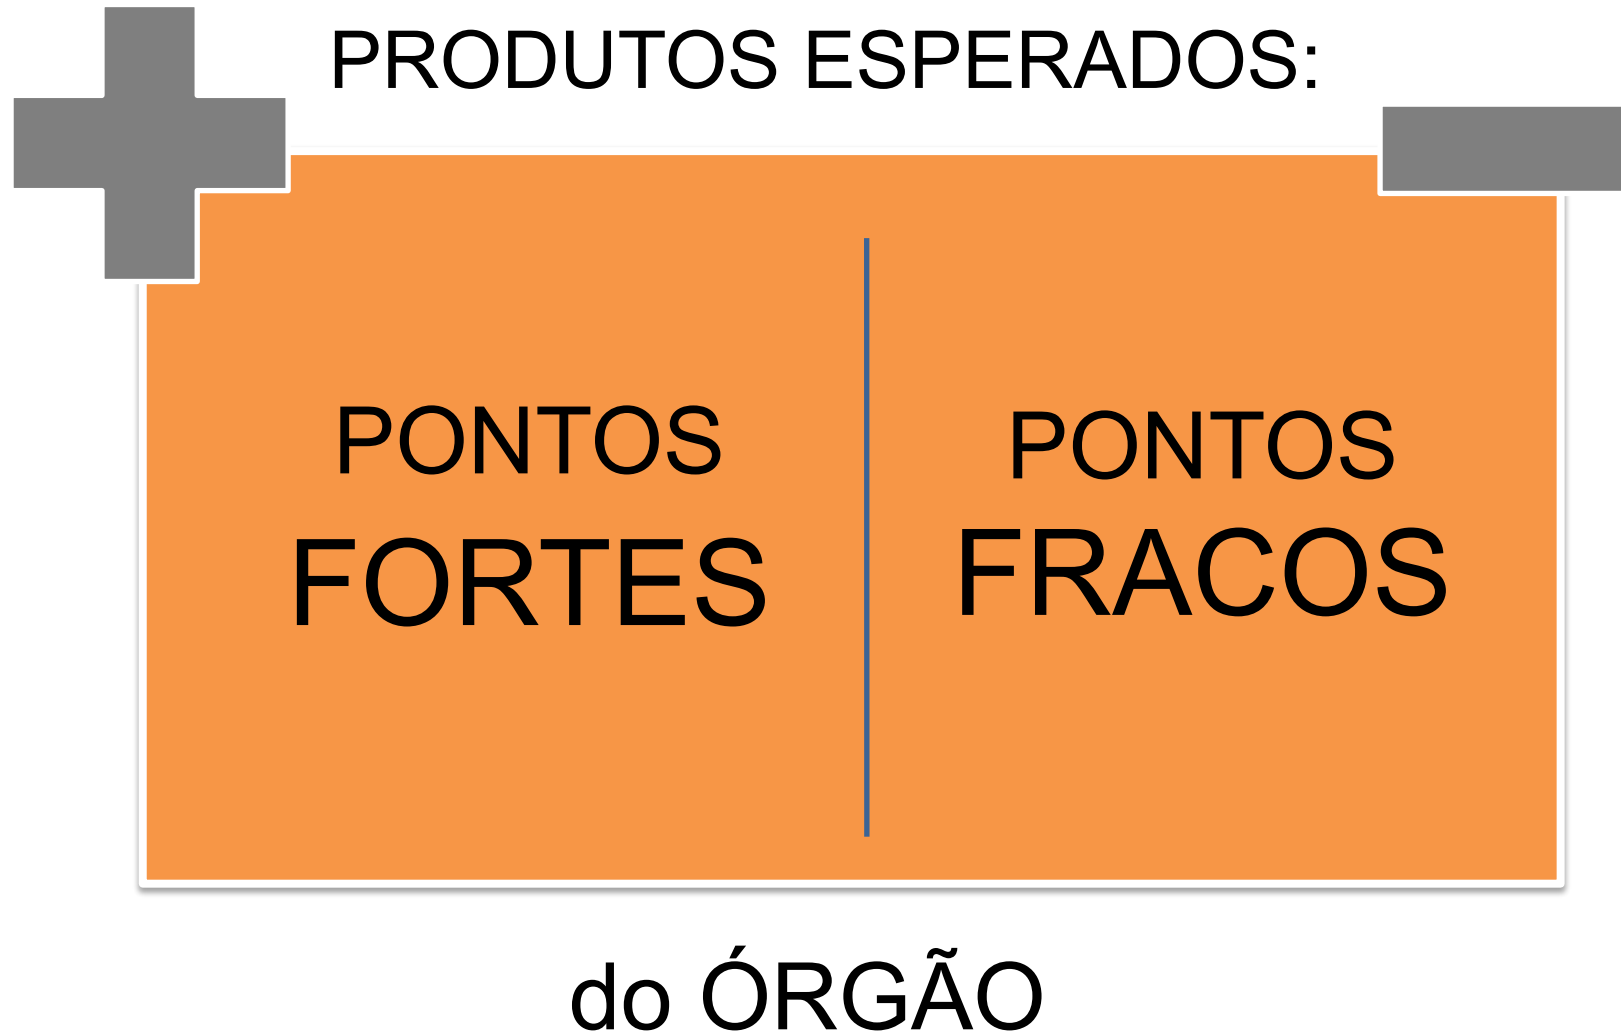 PRODUTOS ESPERADOS:
PONTOS
FORTES
PONTOS
FRACOS
do ÓRGÃO